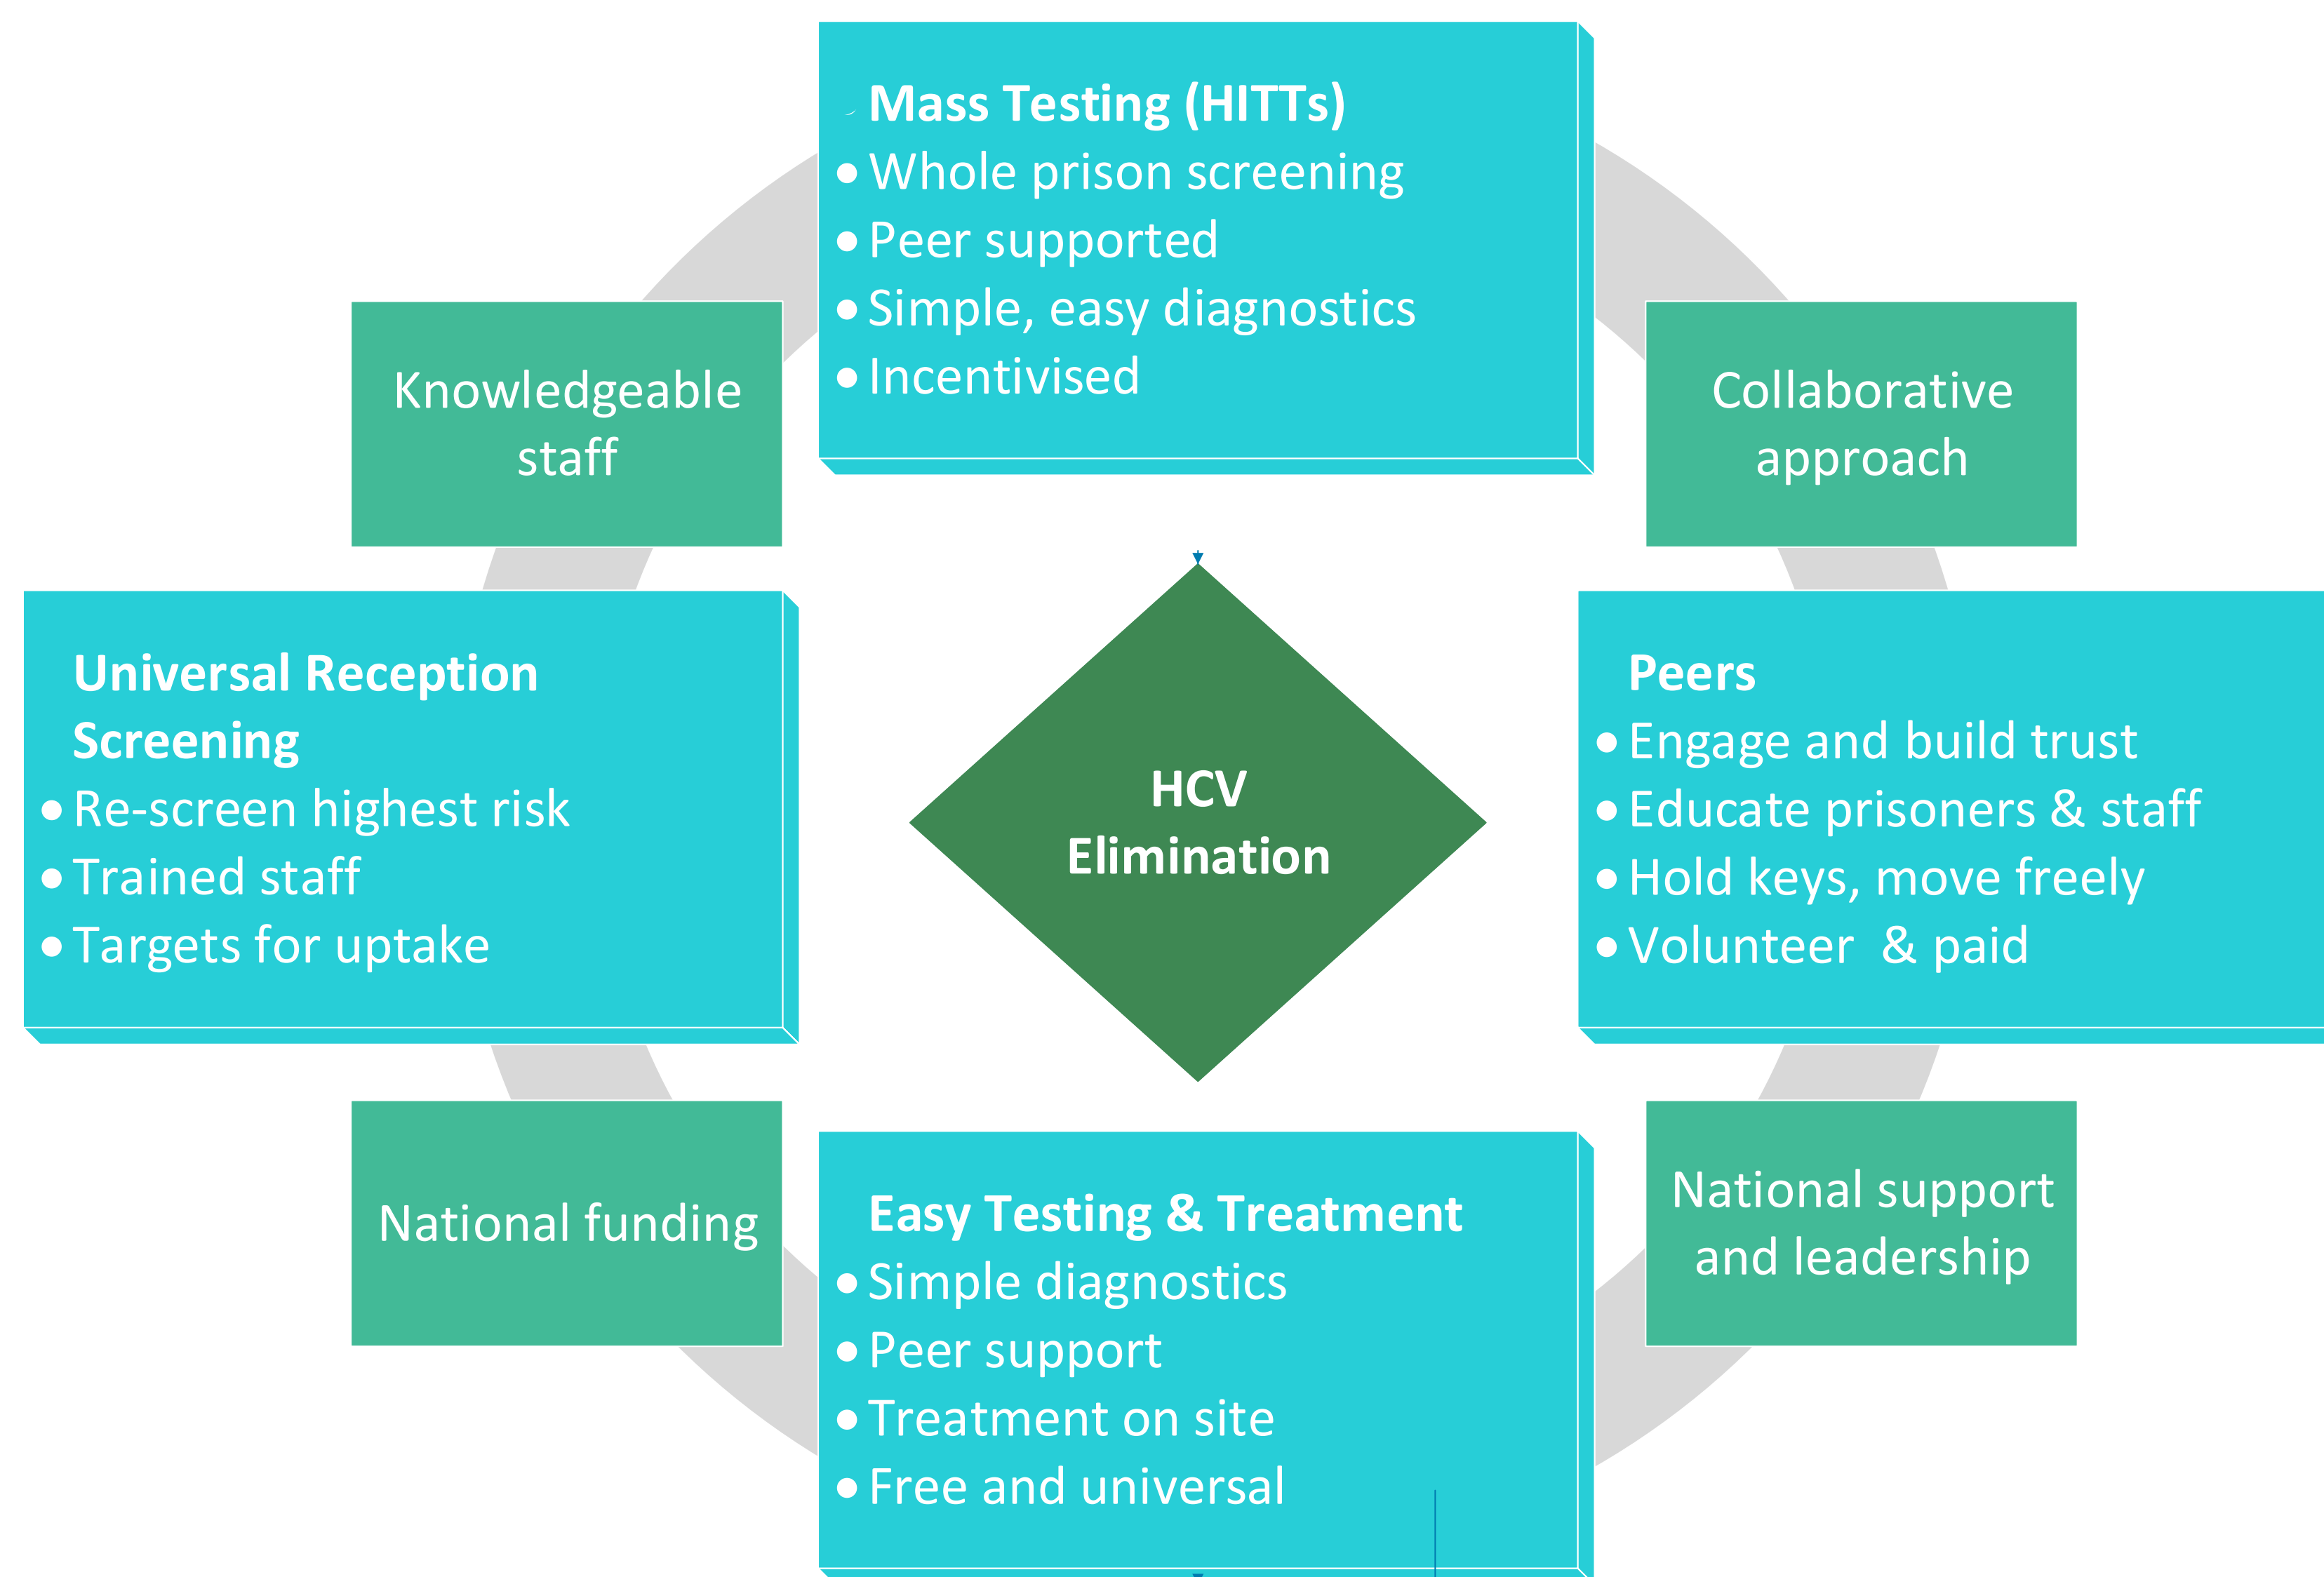 Mass Testing (HITTs)
● Whole prison screening
● Peer supported
● Simple, easy diagnostics
● Incentivised
Knowledgeable
staff
Collaborative
approach
Universal Reception
Screening
● Re-screen highest risk
● Trained staff
● Targets for uptake
HCV
Elimination
Peers
● Engage and build trust
● Educate prisoners & staff
● Hold keys, move freely
● Volunteer & paid
National funding
Easy Testing & Treatment
● Simple diagnostics
● Peer support
● Treatment on site
● Free and universal
National support
and leadership